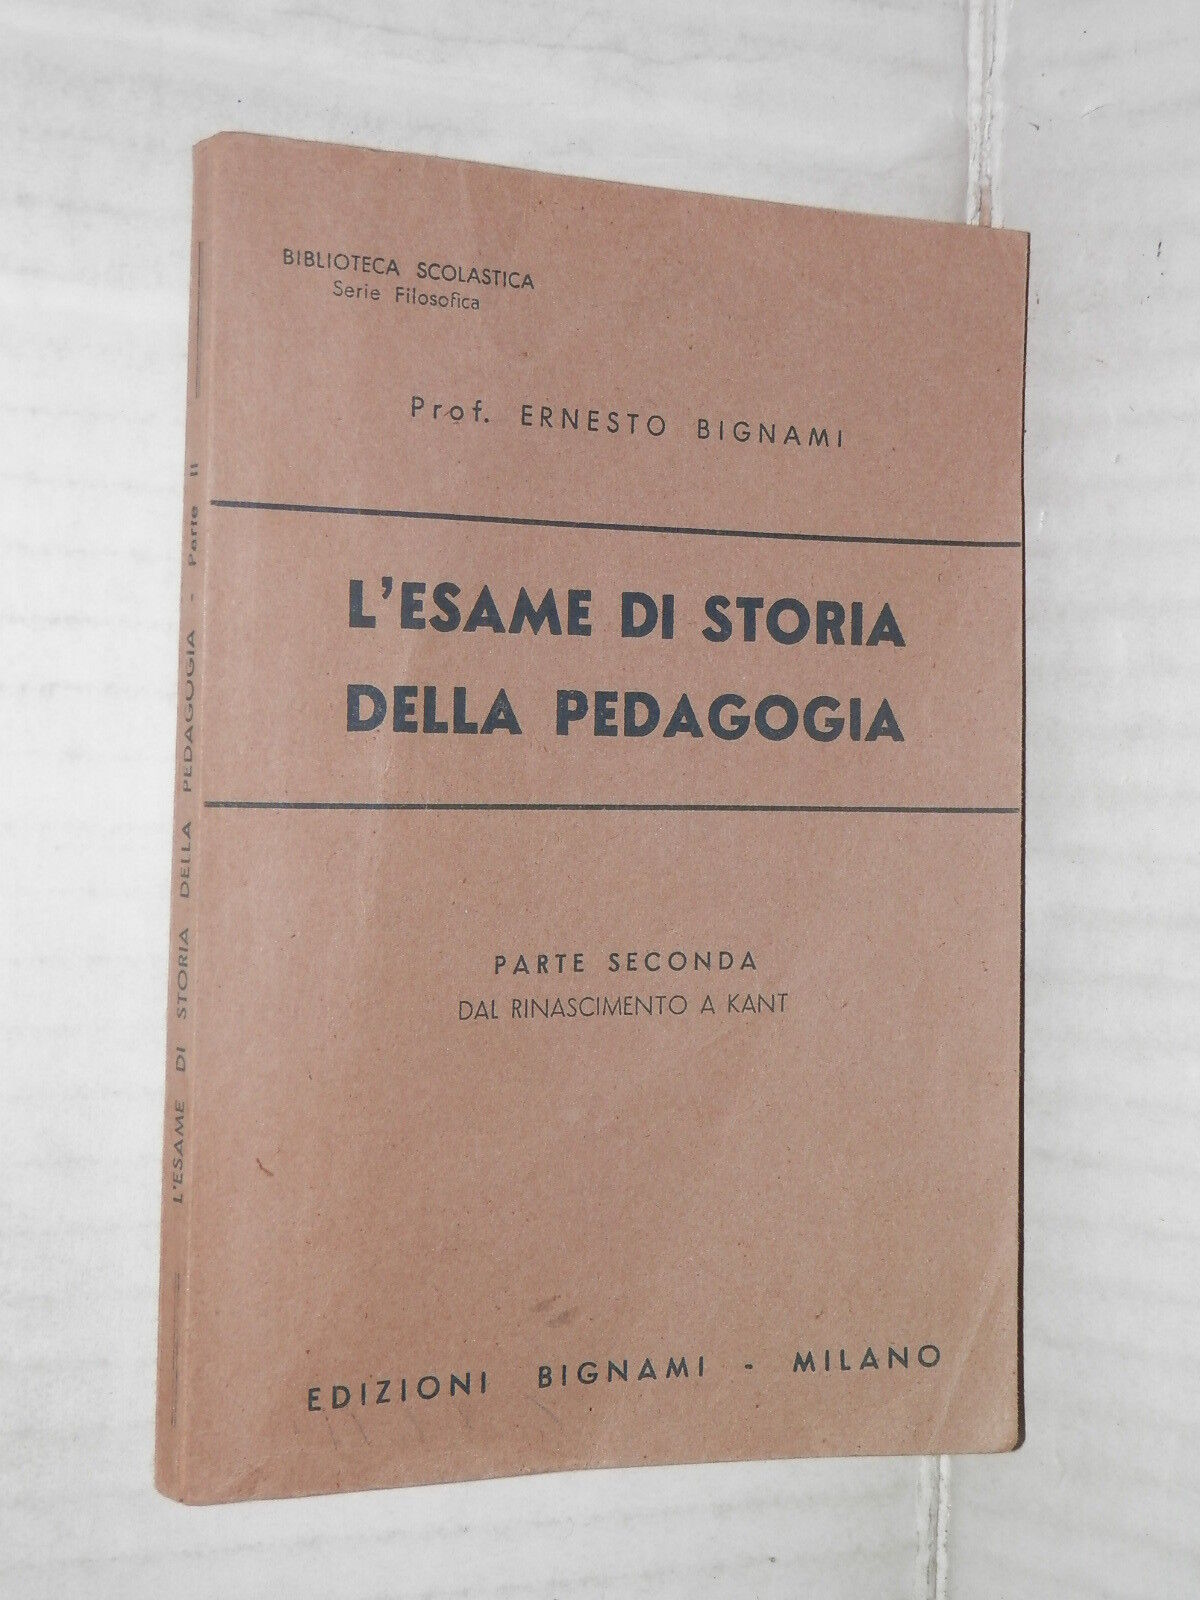 BIBLIOTECA SCOLASTICA
Serie Filosofica
Prof. ERNESTO BIGNAMI
L'ESAME DI STORIA
DELLA PEDAGOGIA
PARTE SECONDA
DAL RINASCIMENTO A KANT
EDIZIONI BIGNAMI - MILANO
L'ESAME DI STORIA DELLA PEDAGOGIA - Parte II